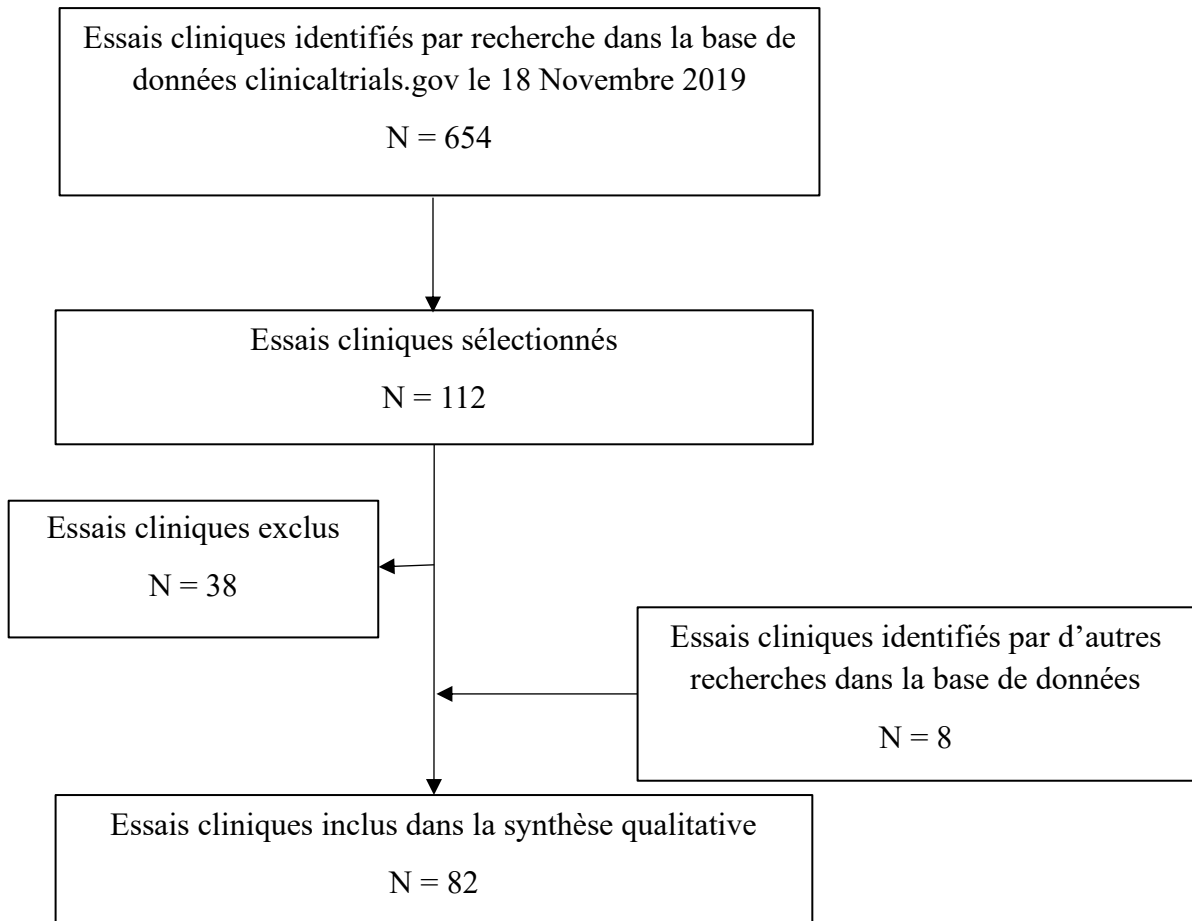 Essais cliniques identifiés par recherche dans la base de
données clinicaltrials.gov le 18 Novembre 2019
N = 654
Essais cliniques sélectionnés
N = 112
Essais cliniques exclus
N = 38
Essais cliniques identifiés par d’autres
recherches dans la base de données
N = 8
Essais cliniques inclus dans la synthèse qualitative
N = 82